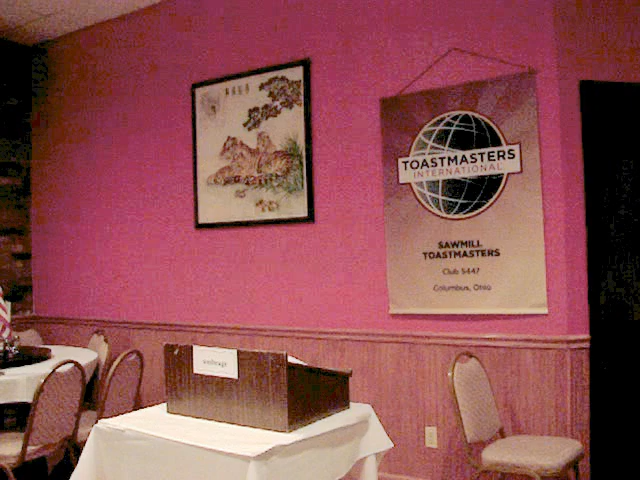 TOASTMASTERS
INTERNATIONAL
SAWMILL
TOASTMASTERS
Club 5447
Columbus, Ohio